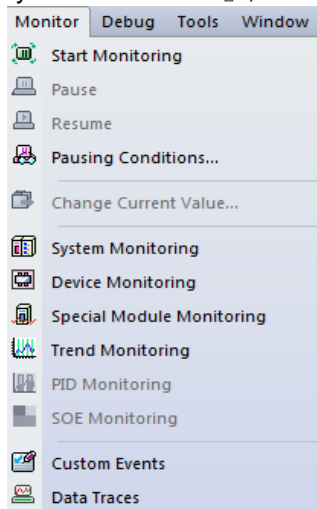 Monitor Debug Tools Window
Start Monitoring
Pause
Resume
Pausing Conditions...
Change Current Value...
System Monitoring
Device Monitoring
Special Module Monitoring
Trend Monitoring
PID Monitoring
SOE Monitoring
Custom Events
Data Traces